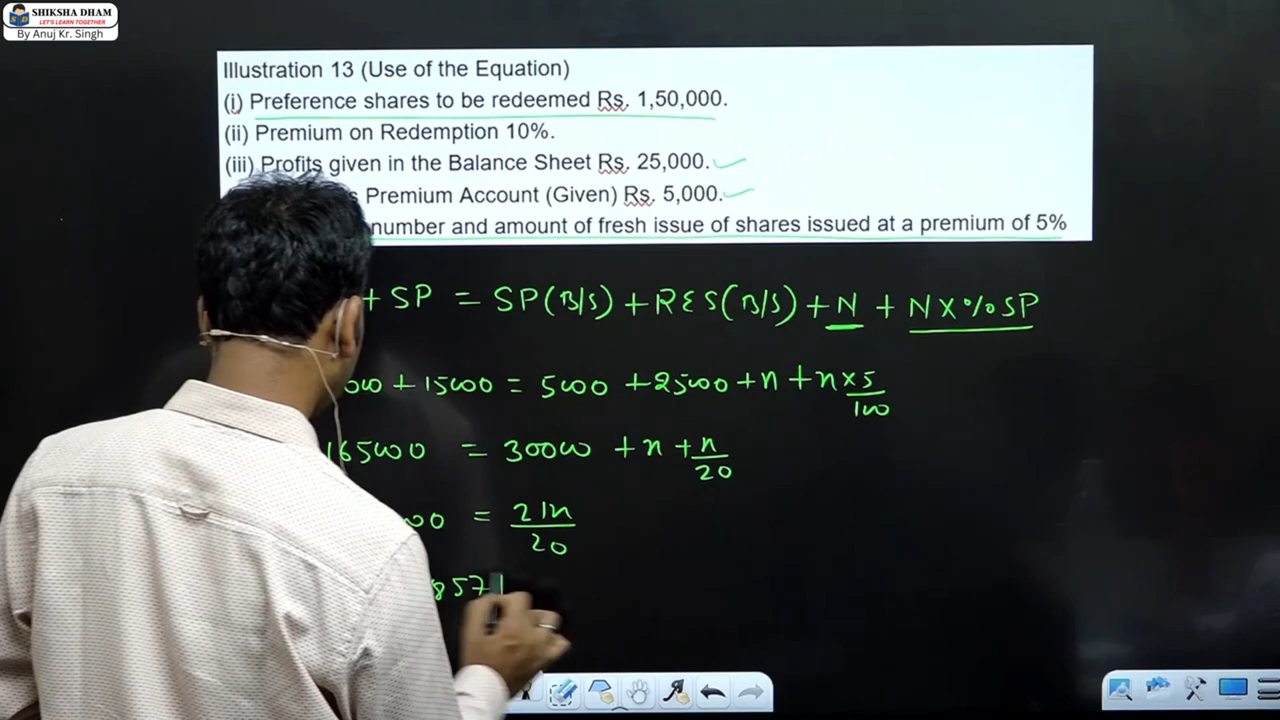 SHIKSHA DHAM
LET'S LEARN TOGETHER
By Anuj Kr. Singh
Illustration 13 (Use of the Equation)
(i) Preference shares to be redeemed Rs. 1,50,000.
(ii) Premium on Redemption 10%.
(iii) Profits given in the Balance Sheet Rs. 25,000.
Premium Account (Given) Rs. 5,000.
number and amount of fresh issue of shares issued at a premium of 5%
+ SP = SP(B/S) + RES(B/S) + N + N×%SP
+ 15000 = 5000 + 25000 + n + n×5/100
165000 = 30000 + n + n/20
= 21n/20
8571